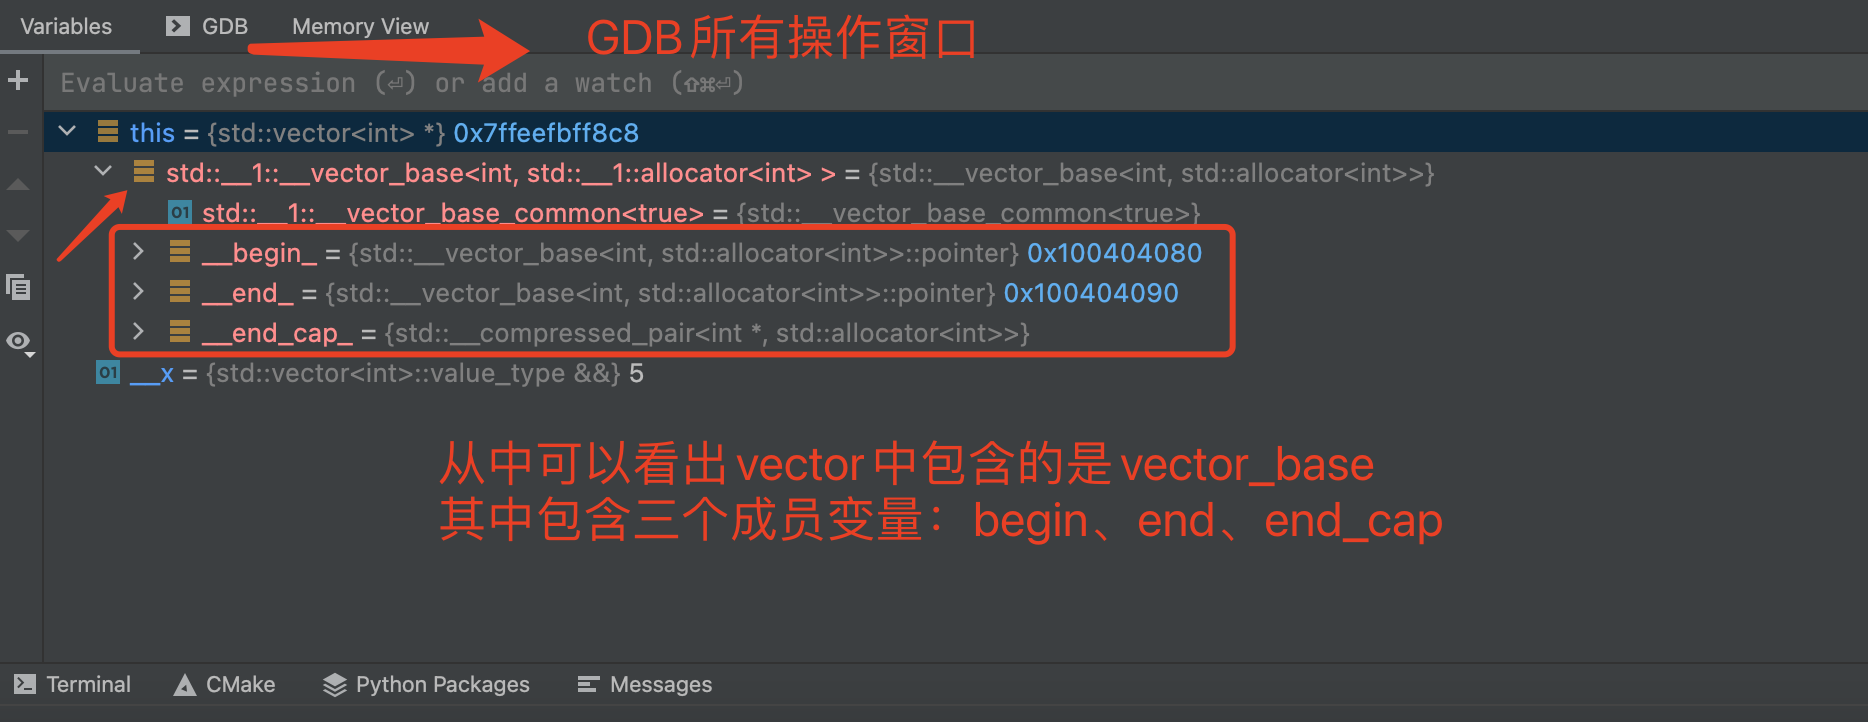 Variables GDB Memory View
GDB所有操作窗口
Evaluate expression (⏎) or add a watch (⇧⌘⏎)
this = {std::vector<int> *} 0x7ffeefbff8c8
std::__1::__vector_base<int, std::__1::allocator<int> > = {std::__vector_base<int, std::allocator<int>>}
01 std::__1::__vector_base_common<true> = {std::__vector_base_common<true>}
__begin_ = {std::__vector_base<int, std::allocator<int>>::pointer} 0x100404080
__end_ = {std::__vector_base<int, std::allocator<int>>::pointer} 0x100404090
__end_cap_ = {std::__compressed_pair<int *, std::allocator<int>>}
01 __x = {std::vector<int>::value_type &&} 5
从中可以看出vector中包含的是vector_base
其中包含三个成员变量：begin、end、end_cap
Terminal CMake Python Packages Messages